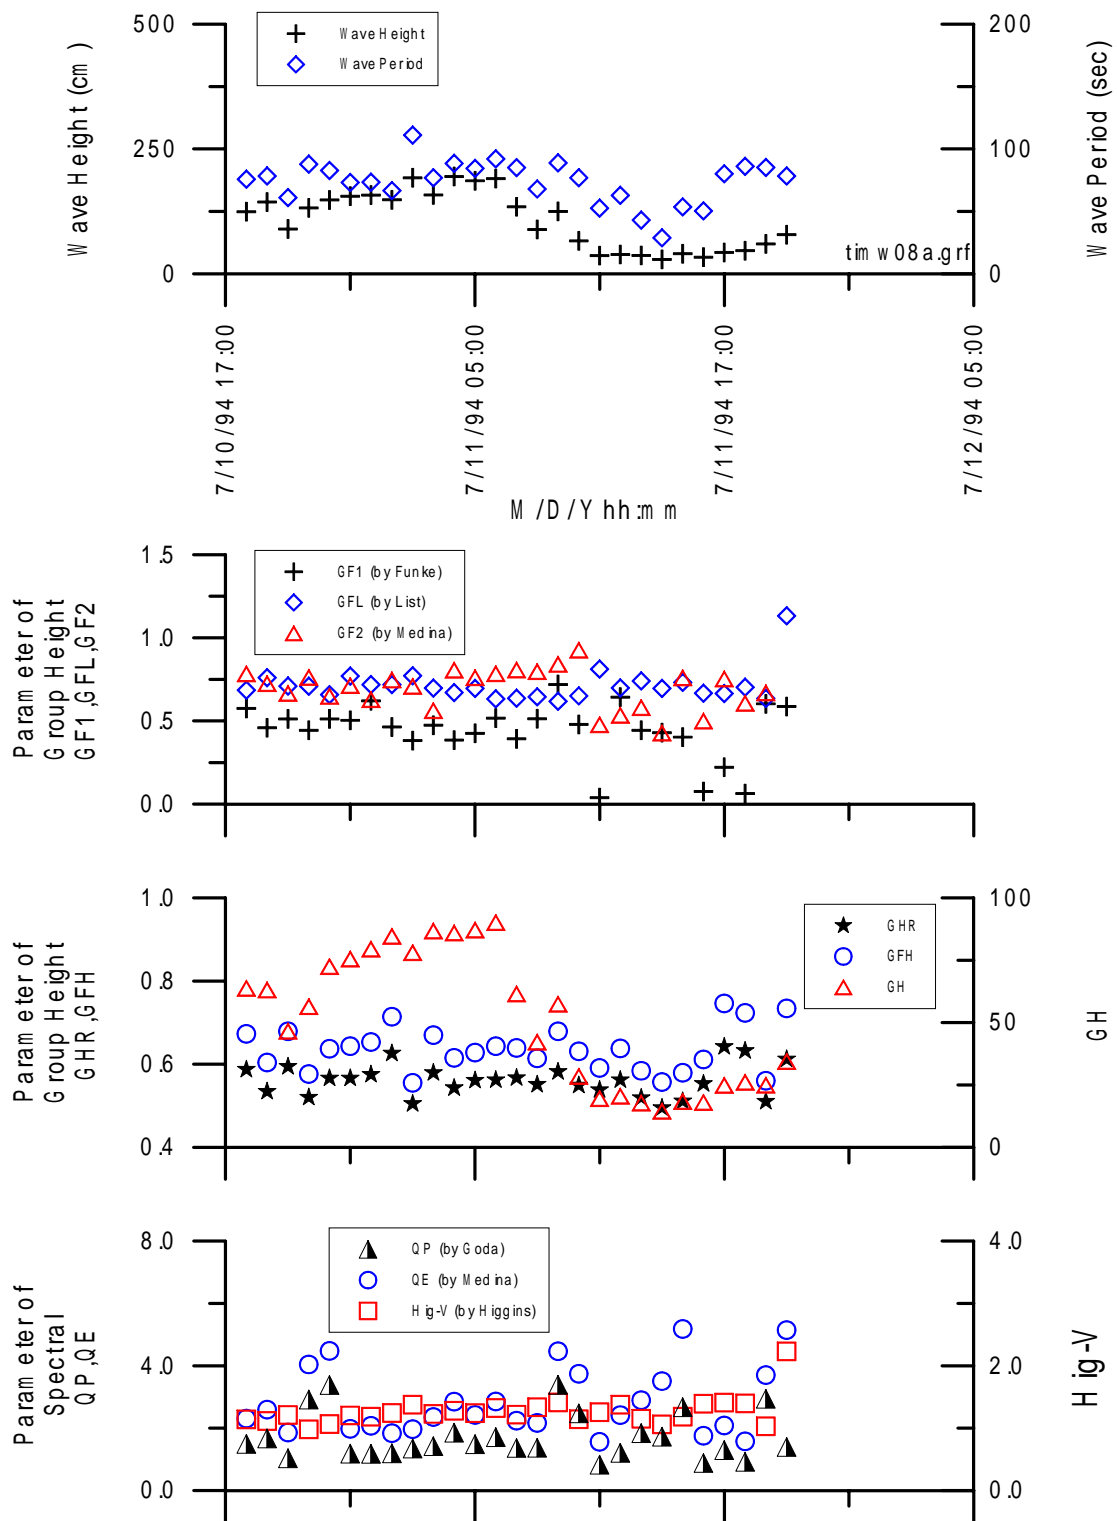 500
200
Wave Height
Wave Period
Wave Height (cm)
Wave Period (sec)
250
100
timw08a.grf
0
0
7/10/94 17:00
7/11/94 05:00
7/11/94 17:00
7/12/94 05:00
M/D/Y hh:mm
1.5
GF1 (by Funke)
GFL (by List)
GF2 (by Medina)
Parameter of
Group Height
GF1,GFL,GF2
1.0
0.5
0.0
1.0
100
GHR
GFH
GH
Parameter of
Group Height
GHR,GFH
GH
0.8
0.6
50
0.4
0
8.0
4.0
QP (by Goda)
QE (by Medina)
Hig-V (by Higgins)
Parameter of
Spectral
QP,QE
Hig-V
4.0
2.0
0.0
0.0